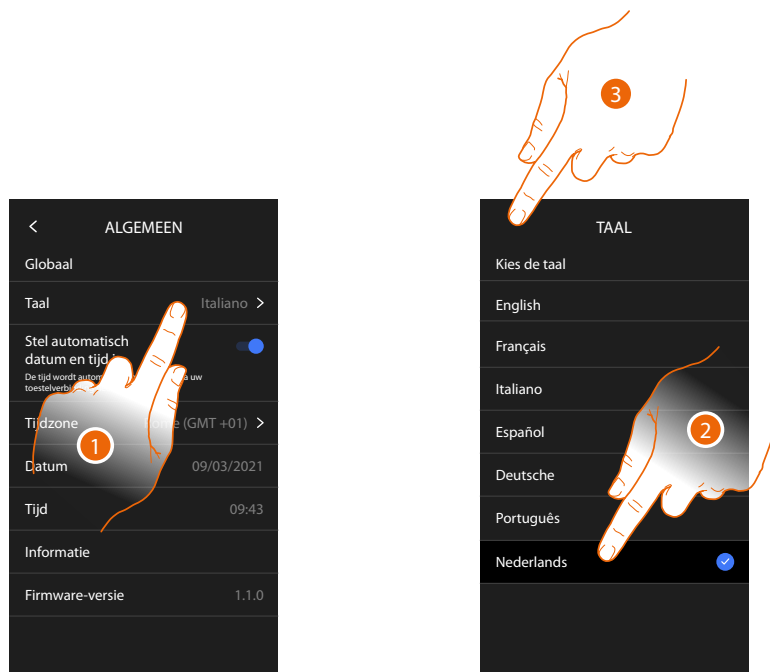 ALGEMEEN
Globaal
Taal Italiano
Stel automatisch
datum en tijd
De tijd wordt uw
Tijdzone (GMT +01)
Datum 09/03/2021
Tijd 09:43
Informatie
Firmware-versie 1.1.0
1
3
TAAL
Kies de taal
English
Français
Italiano
Español
Deutsche
Português
Nederlands
2